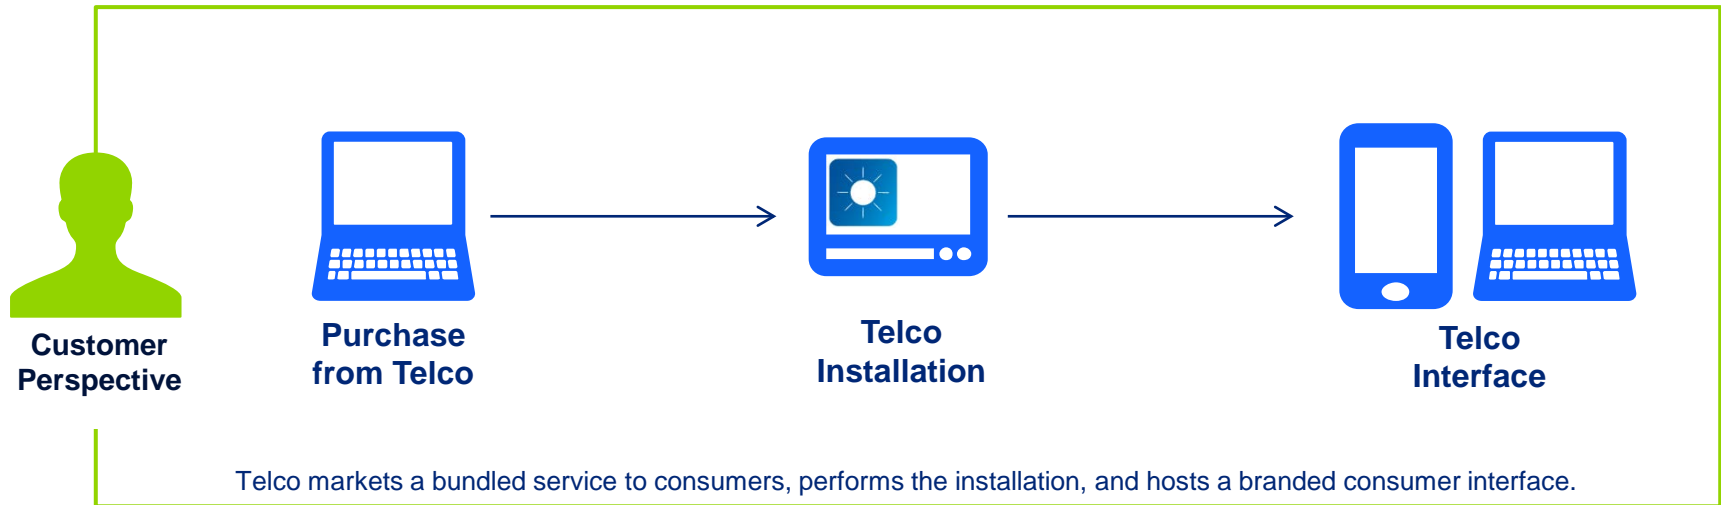 Customer
Perspective
Purchase
from Telco
Telco
Installation
Telco
Interface
Telco markets a bundled service to consumers, performs the installation, and hosts a branded consumer interface.